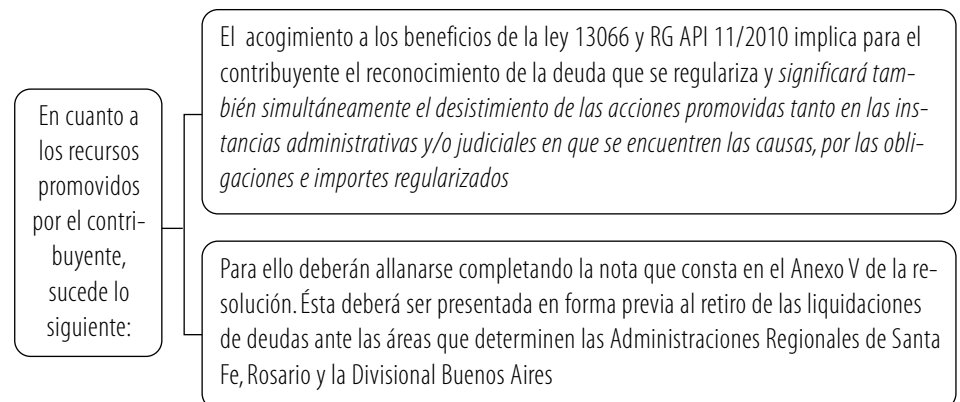 En cuanto a
los recursos
promovidos
por el contri-
buyente,
sucede lo
siguiente:
El acogimiento a los beneficios de la ley 13066 y RG API 11/2010 implica para el
contribuyente el reconocimiento de la deuda que se regulariza y significará tam-
bién simultáneamente el desistimiento de las acciones promovidas tanto en las ins-
tancias administrativas y/o judiciales en que se encuentren las causas, por las obli-
gaciones e importes regularizados
Para ello deberán allanarse completando la nota que consta en el Anexo V de la re-
solución. Ésta deberá ser presentada en forma previa al retiro de las liquidaciones
de deudas ante las áreas que determinen las Administraciones Regionales de Santa
Fe, Rosario y la Divisional Buenos Aires